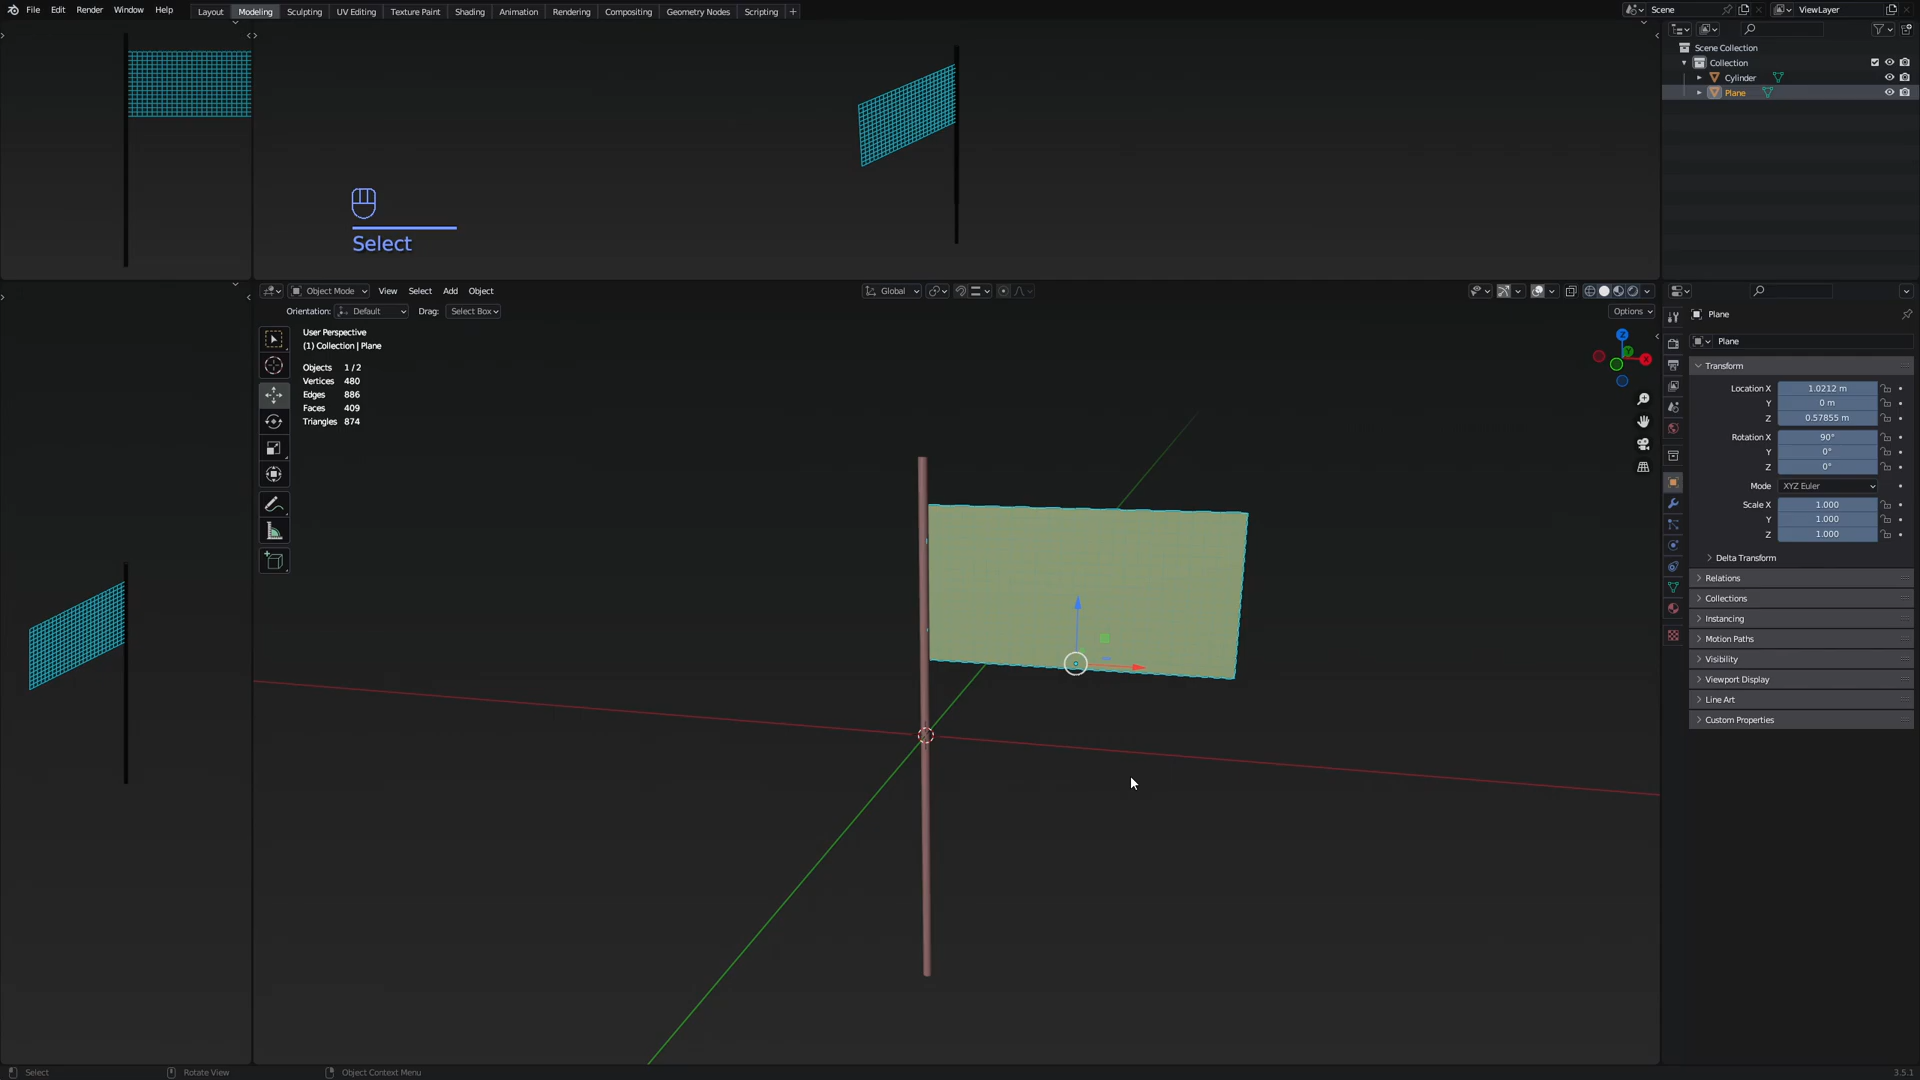 File Edit Render Window Help
Layout Modeling Sculpting UV Editing Texture Paint Shading Animation Rendering Compositing Geometry Nodes Scripting +
Scene
ViewLayer
Scene Collection
Collection
Cylinder
Plane
Select
Object Mode View Select Add Object
Global
Orientation: Default Drag: Select Box
Options
User Perspective
(1) Collection | Plane
Objects 1/2
Vertices 480
Edges 886
Faces 409
Triangles 874
Z
Y
X
Plane
Plane
Transform
Location X 1.0212 m
Y 0 m
Z 0.57855 m
Rotation X 90°
Y 0°
Z 0°
Mode XYZ Euler
Scale X 1.000
Y 1.000
Z 1.000
Delta Transform
Relations
Collections
Instancing
Motion Paths
Visibility
Viewport Display
Line Art
Custom Properties
Select
Rotate View
Object Context Menu
3.5.1